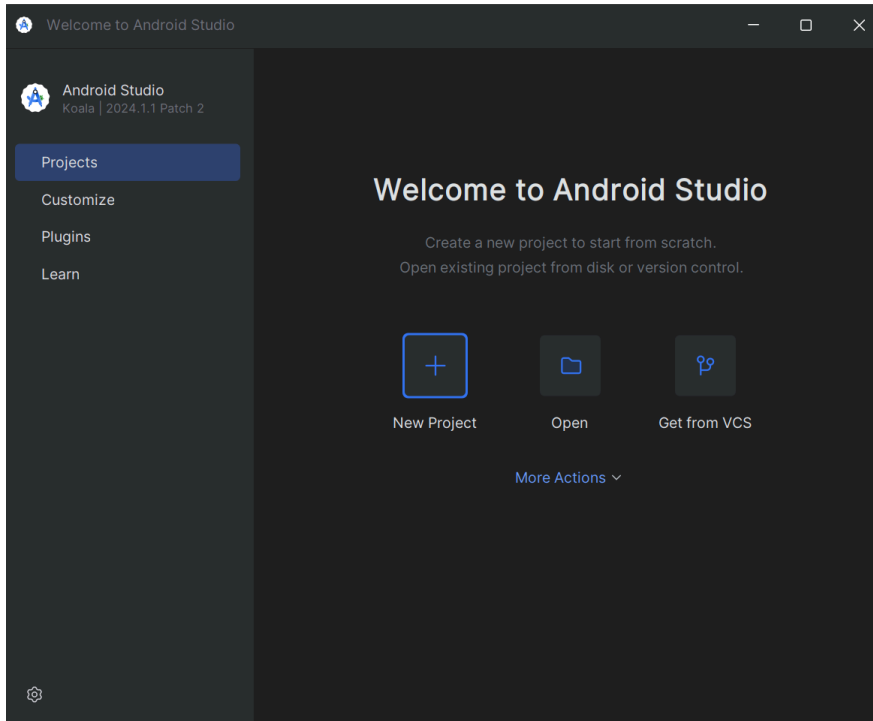 Welcome to Android Studio
Android Studio
Koala | 2024.1.1 Patch 2
Projects
Customize
Plugins
Learn
Welcome to Android Studio
Create a new project to start from scratch.
Open existing project from disk or version control.
New Project
Open
Get from VCS
More Actions